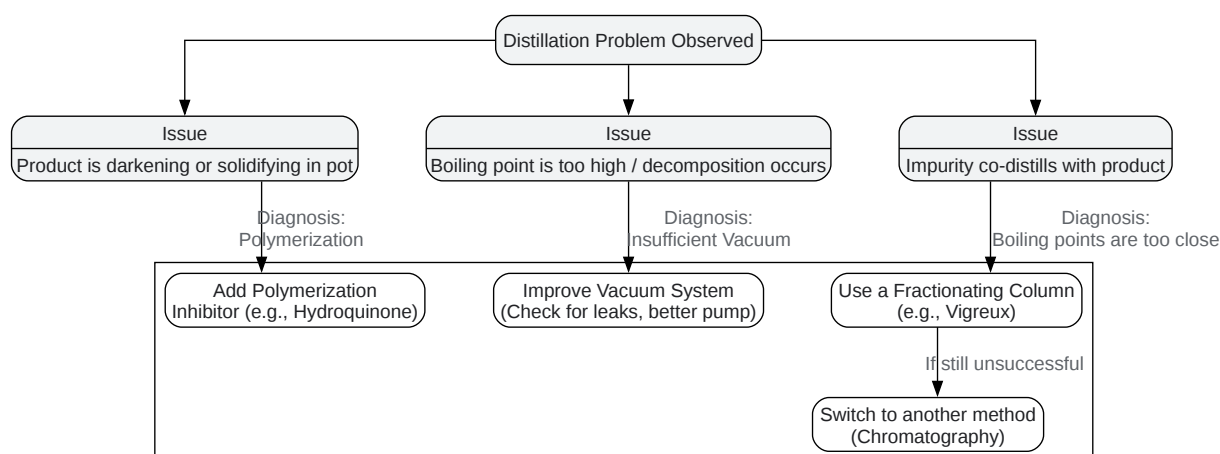 Distillation Problem Observed
Issue
Product is darkening or solidifying in pot
Issue
Boiling point is too high / decomposition occurs
Issue
Impurity co-distills with product
Diagnosis:
Polymerization
Diagnosis:
Insufficient Vacuum
Diagnosis:
Boiling points are too close
Add Polymerization
Inhibitor (e.g., Hydroquinone)
Improve Vacuum System
(Check for leaks, better pump)
Use a Fractionating Column
(e.g., Vigreux)
If still unsuccessful
Switch to another method
(Chromatography)